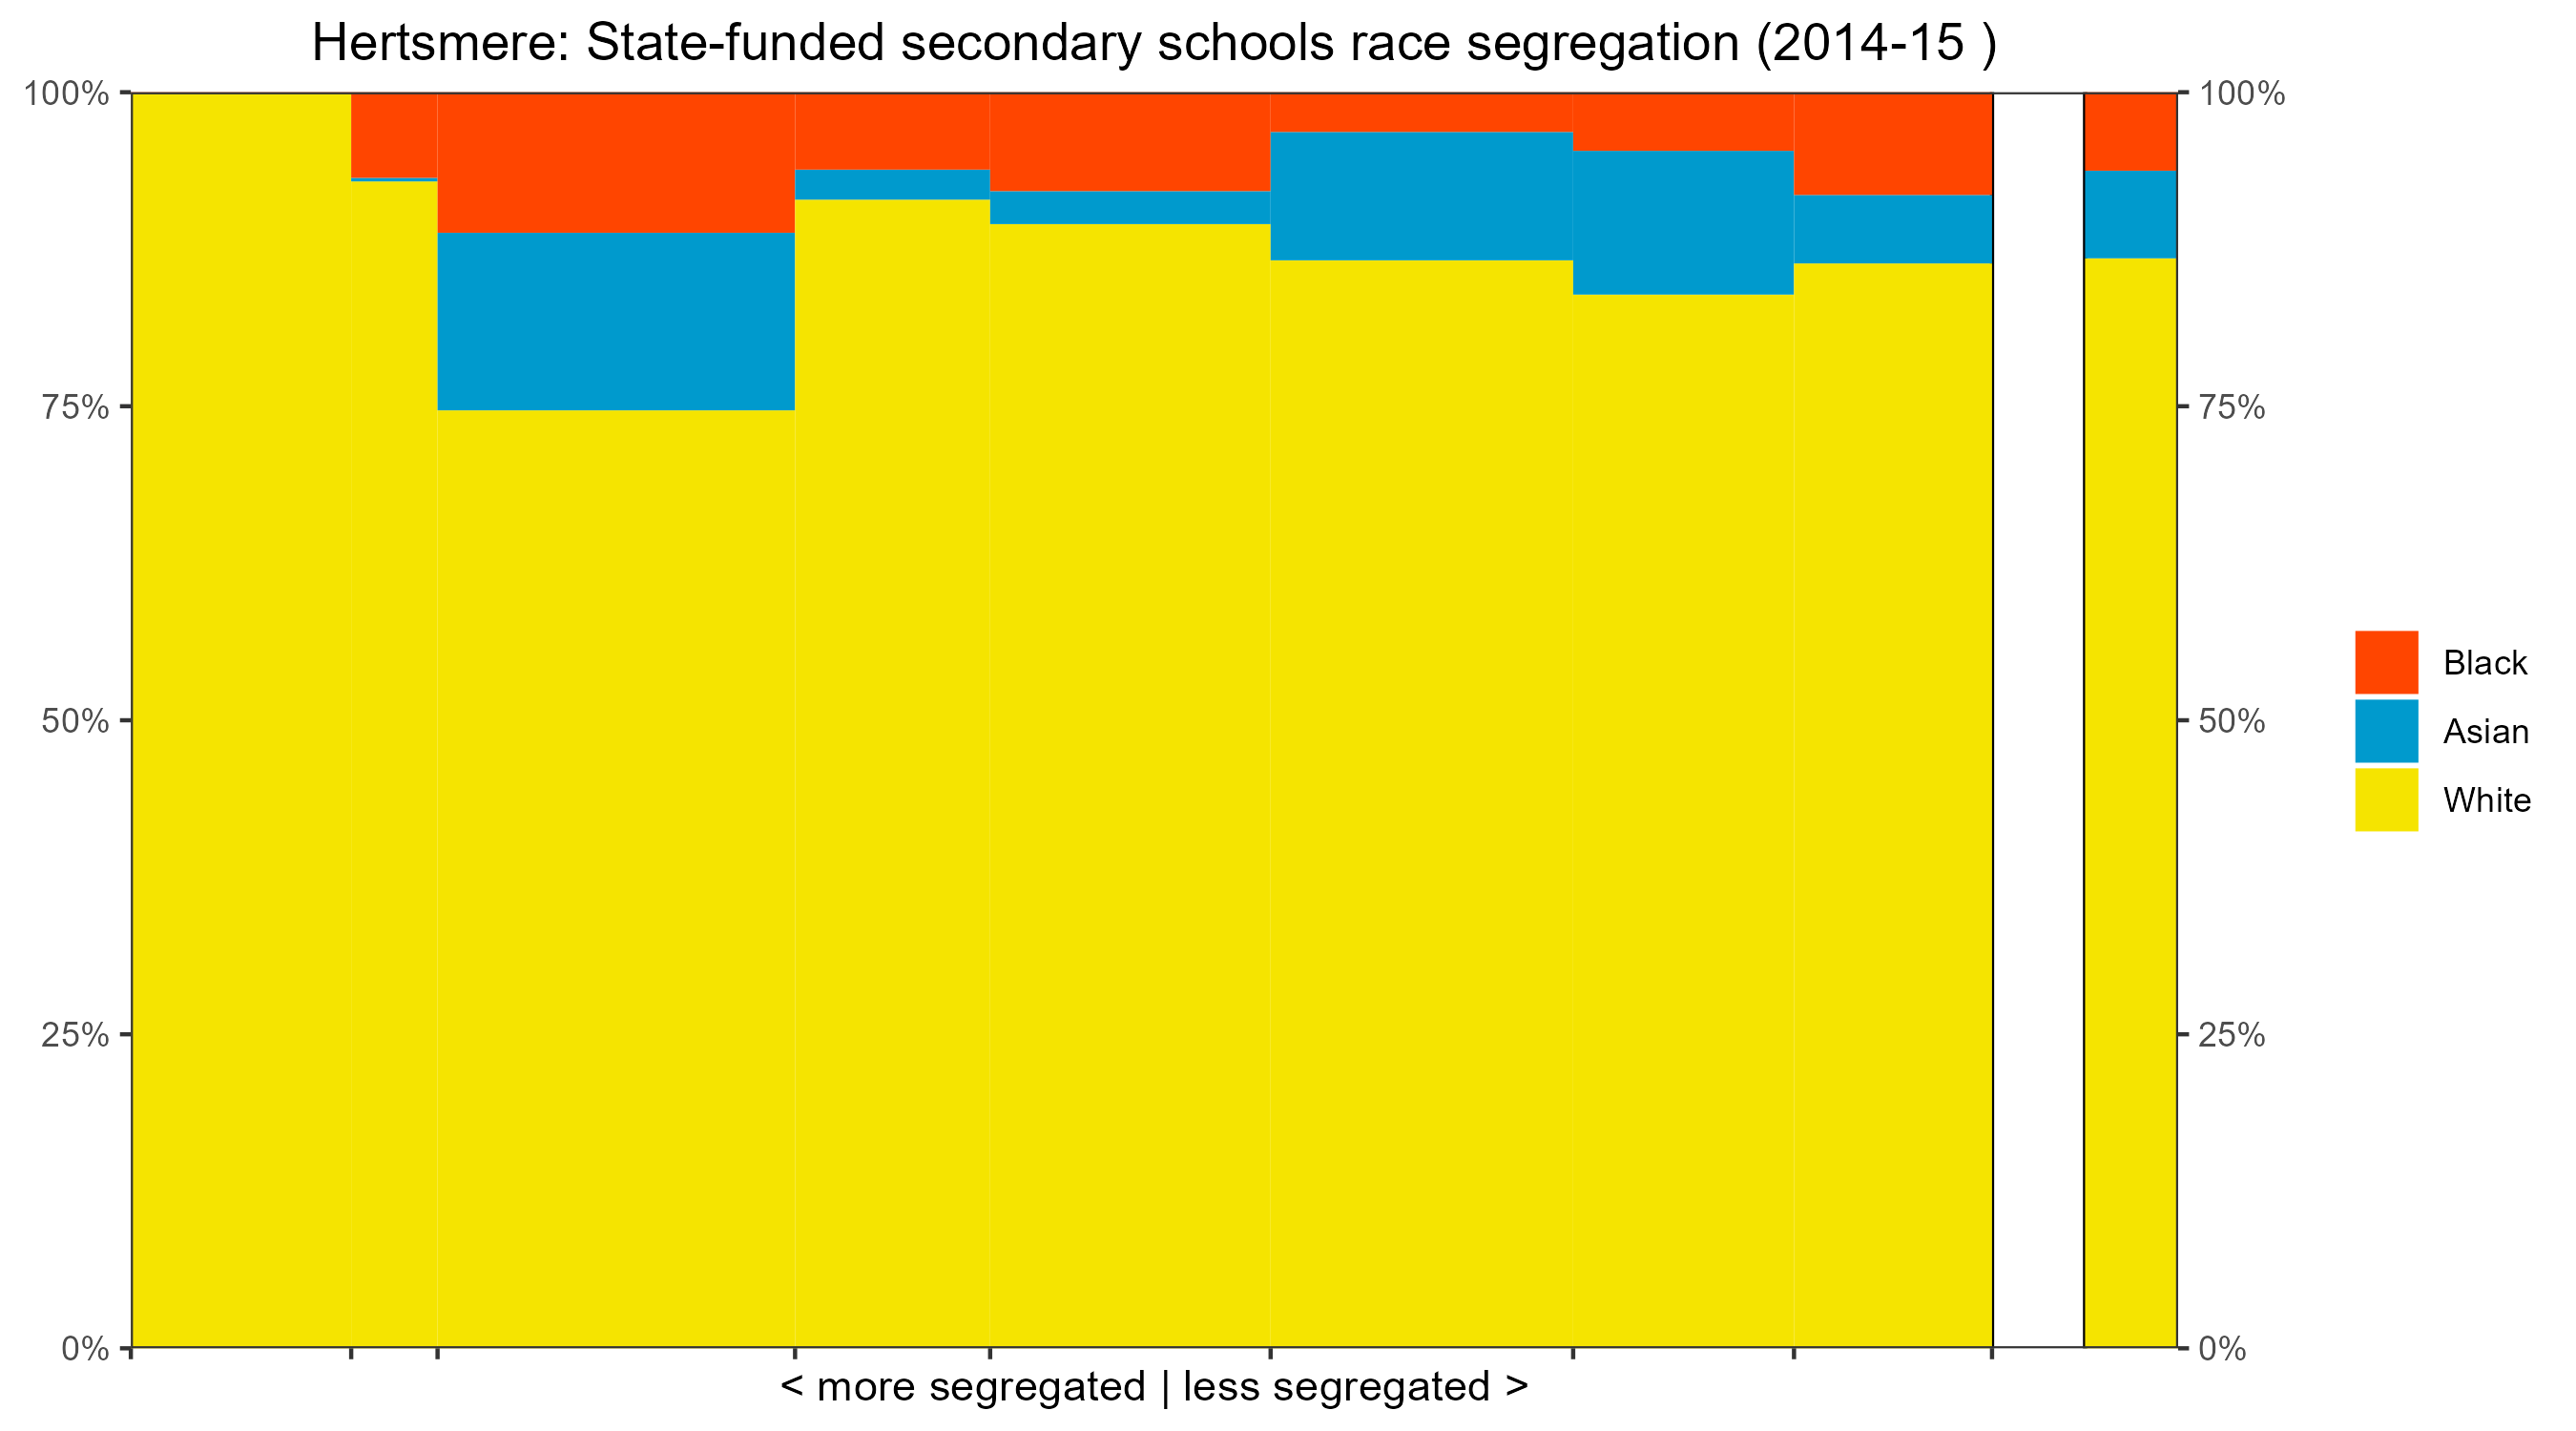 Hertsmere: State-funded secondary schools race segregation (2014-15 )
100%
75%
50%
25%
0%
100%
75%
50%
25%
0%
Black
Asian
White
< more segregated | less segregated >